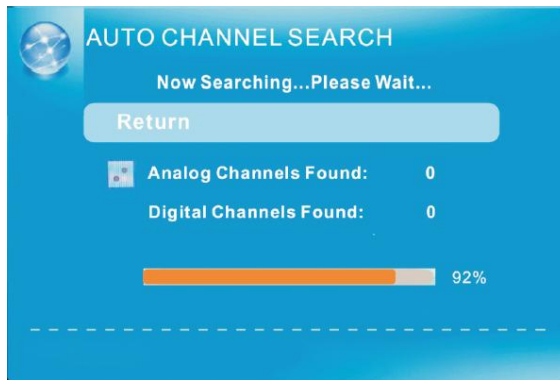 AUTO CHANNEL SEARCH
Now Searching...Please Wait...
Return
Analog Channels Found: 0
Digital Channels Found: 0
92%